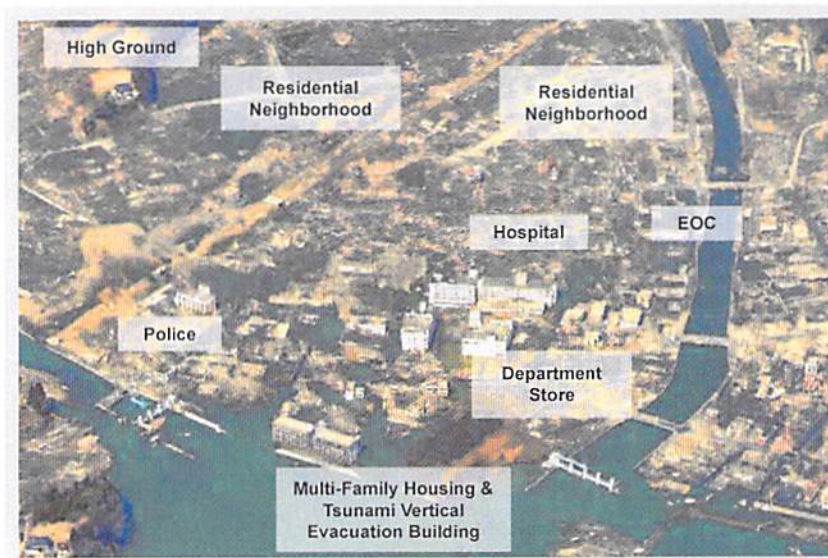 High Ground
Residential
Neighborhood
Residential
Neighborhood
Hospital
EOC
Police
Department
Store
Multi-Family Housing &
Tsunami Vertical
Evacuation Building